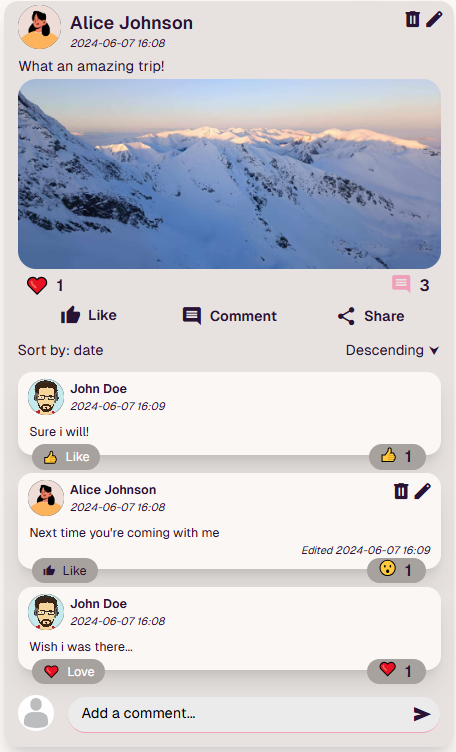 Alice Johnson
2024-06-07 16:08
What an amazing trip!
1 3
Like Comment Share
Sort by: date Descending
John Doe
2024-06-07 16:09
Sure i will!
Like 1
Alice Johnson
2024-06-07 16:08
Next time you're coming with me
Edited 2024-06-07 16:09
Like 1
John Doe
2024-06-07 16:08
Wish i was there...
Love 1
Add a comment...